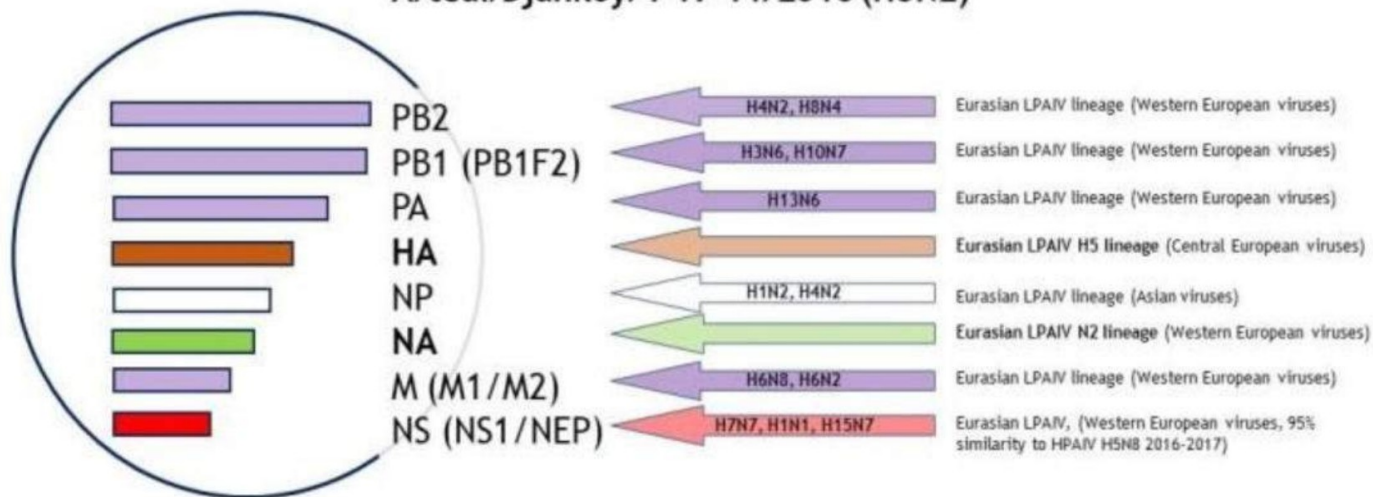 (H5N2)
PB2 H4N2, H8N4 Eurasian LPAIV lineage (Western European viruses)
PB1 (PB1F2) H3N6, H10N7 Eurasian LPAIV lineage (Western European viruses)
PA H13N6 Eurasian LPAIV lineage (Western European viruses)
HA Eurasian LPAIV H5 lineage (Central European viruses)
NP H1N2, H4N2 Eurasian LPAIV lineage (Asian viruses)
NA Eurasian LPAIV N2 lineage (Western European viruses)
M (M1/M2) H6N8, H6N2 Eurasian LPAIV lineage (Western European viruses)
NS (NS1/NEP) H7N7, H1N1, H15N7 Eurasian LPAIV, (Western European viruses, 95%
similarity to HPAIV H5N8 2016-2017)